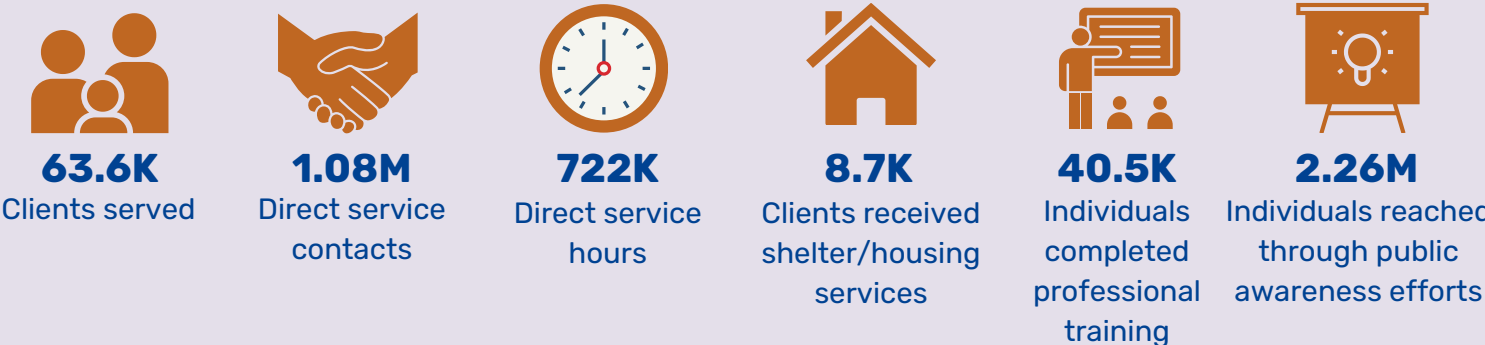 63.6K
Clients served
1.08M
Direct service
contacts
722K
Direct service
hours
8.7K
Clients received
shelter/housing
services
40.5K
Individuals
completed
professional
training
2.26M
Individuals reached
through public
awareness efforts